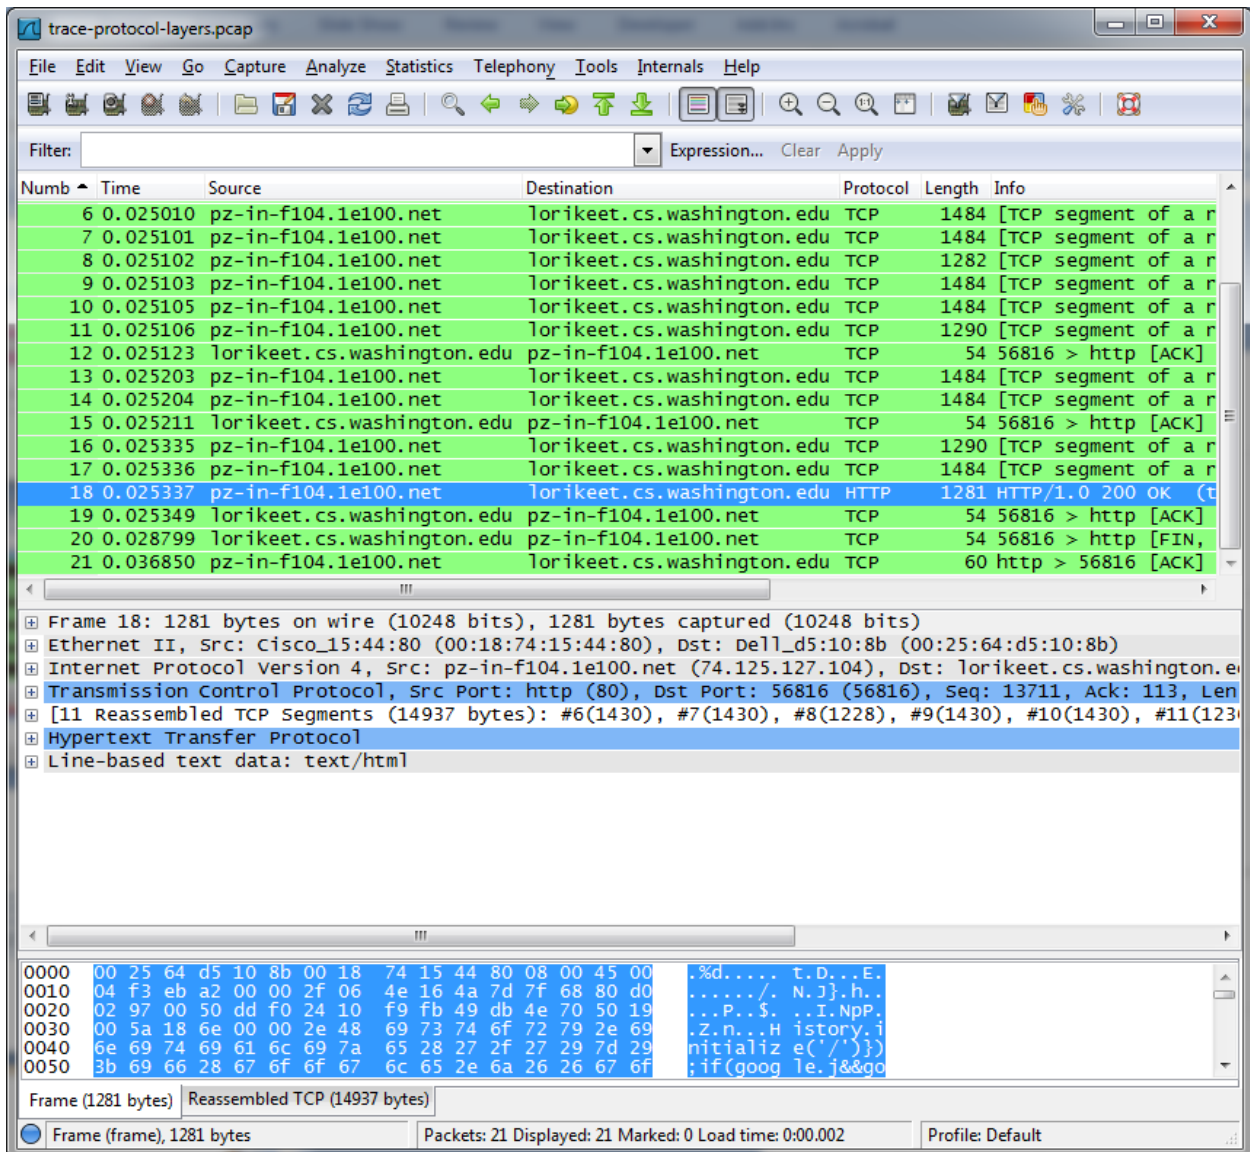 trace-protocol-layers.pcap
File Edit View Go Capture Analyze Statistics Telephony Tools Internals Help
Filter: Expression... Clear Apply
Numb Time Source Destination Protocol Length Info
6 0.025010 pz-in-f104.1e100.net lorikeet.cs.washington.edu TCP 1484 [TCP segment of a r
7 0.025101 pz-in-f104.1e100.net lorikeet.cs.washington.edu TCP 1484 [TCP segment of a r
8 0.025102 pz-in-f104.1e100.net lorikeet.cs.washington.edu TCP 1282 [TCP segment of a r
9 0.025103 pz-in-f104.1e100.net lorikeet.cs.washington.edu TCP 1484 [TCP segment of a r
10 0.025105 pz-in-f104.1e100.net lorikeet.cs.washington.edu TCP 1484 [TCP segment of a r
11 0.025106 pz-in-f104.1e100.net lorikeet.cs.washington.edu TCP 1290 [TCP segment of a r
12 0.025123 lorikeet.cs.washington.edu pz-in-f104.1e100.net TCP 54 56816 > http [ACK]
13 0.025203 pz-in-f104.1e100.net lorikeet.cs.washington.edu TCP 1484 [TCP segment of a r
14 0.025204 pz-in-f104.1e100.net lorikeet.cs.washington.edu TCP 1484 [TCP segment of a r
15 0.025211 lorikeet.cs.washington.edu pz-in-f104.1e100.net TCP 54 56816 > http [ACK]
16 0.025335 pz-in-f104.1e100.net lorikeet.cs.washington.edu TCP 1290 [TCP segment of a r
17 0.025336 pz-in-f104.1e100.net lorikeet.cs.washington.edu TCP 1484 [TCP segment of a r
18 0.025337 pz-in-f104.1e100.net lorikeet.cs.washington.edu HTTP 1281 HTTP/1.0 200 OK (t
19 0.025349 lorikeet.cs.washington.edu pz-in-f104.1e100.net TCP 54 56816 > http [ACK]
20 0.028799 lorikeet.cs.washington.edu pz-in-f104.1e100.net TCP 54 56816 > http [FIN,
21 0.036850 pz-in-f104.1e100.net lorikeet.cs.washington.edu TCP 60 http > 56816 [ACK]
Frame 18: 1281 bytes on wire (10248 bits), 1281 bytes captured (10248 bits)
Ethernet II, Src: Cisco_15:44:80 (00:18:74:15:44:80), Dst: Dell_d5:10:8b (00:25:64:d5:10:8b)
Internet Protocol Version 4, Src: pz-in-f104.1e100.net (74.125.127.104), Dst: lorikeet.cs.washington.e
Transmission Control Protocol, Src Port: http (80), Dst Port: 56816 (56816), Seq: 13711, Ack: 113, Len
[11 Reassembled TCP Segments (14937 bytes): #6(1430), #7(1430), #8(1228), #9(1430), #10(1430), #11(123
Hypertext Transfer Protocol
Line-based text data: text/html
0000 00 25 64 d5 10 8b 00 18 74 15 44 80 08 00 45 00 .%d..... t.D...E.
0010 04 f3 eb a2 00 00 2f 06 4e 16 4a 7d 7f 68 80 d0 ....../. N.J}.h..
0020 02 97 00 50 dd f0 24 10 f9 fb 49 db 4e 70 50 19 ...P..$. ..I.NpP.
0030 00 5a 18 6e 00 00 2e 48 69 73 74 6f 72 79 2e 69 .Z.n...H istory.i
0040 6e 69 74 69 61 6c 69 7a 65 28 27 2f 27 29 7d 29 nitializ e('/')})
0050 3b 69 66 28 67 6f 6f 67 6c 65 2e 6a 26 26 67 6f ;if(goog le.j&&go
Frame (1281 bytes) Reassembled TCP (14937 bytes)
Frame (frame), 1281 bytes Packets: 21 Displayed: 21 Marked: 0 Load time: 0:00.002 Profile: Default